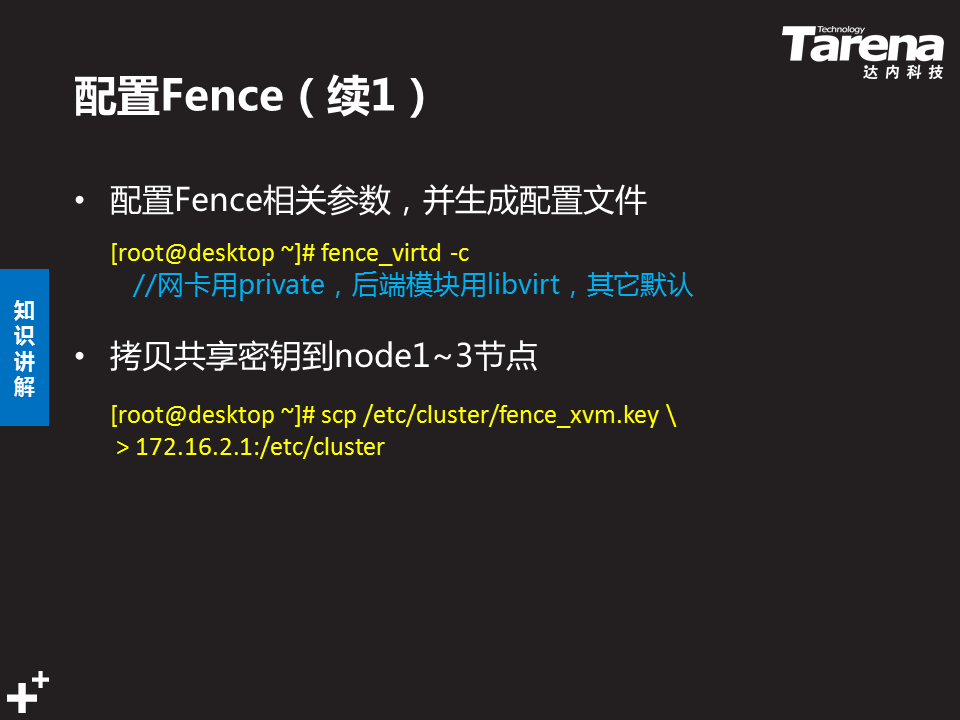 Technology
Tarena
达内科技
配置Fence（续1）
• 配置Fence相关参数，并生成配置文件
[root@desktop ~]# fence_virtd -c
//网卡用private，后端模块用libvirt，其它默认
知识讲解
• 拷贝共享密钥到node1~3节点
[root@desktop ~]# scp /etc/cluster/fence_xvm.key \
> 172.16.2.1:/etc/cluster